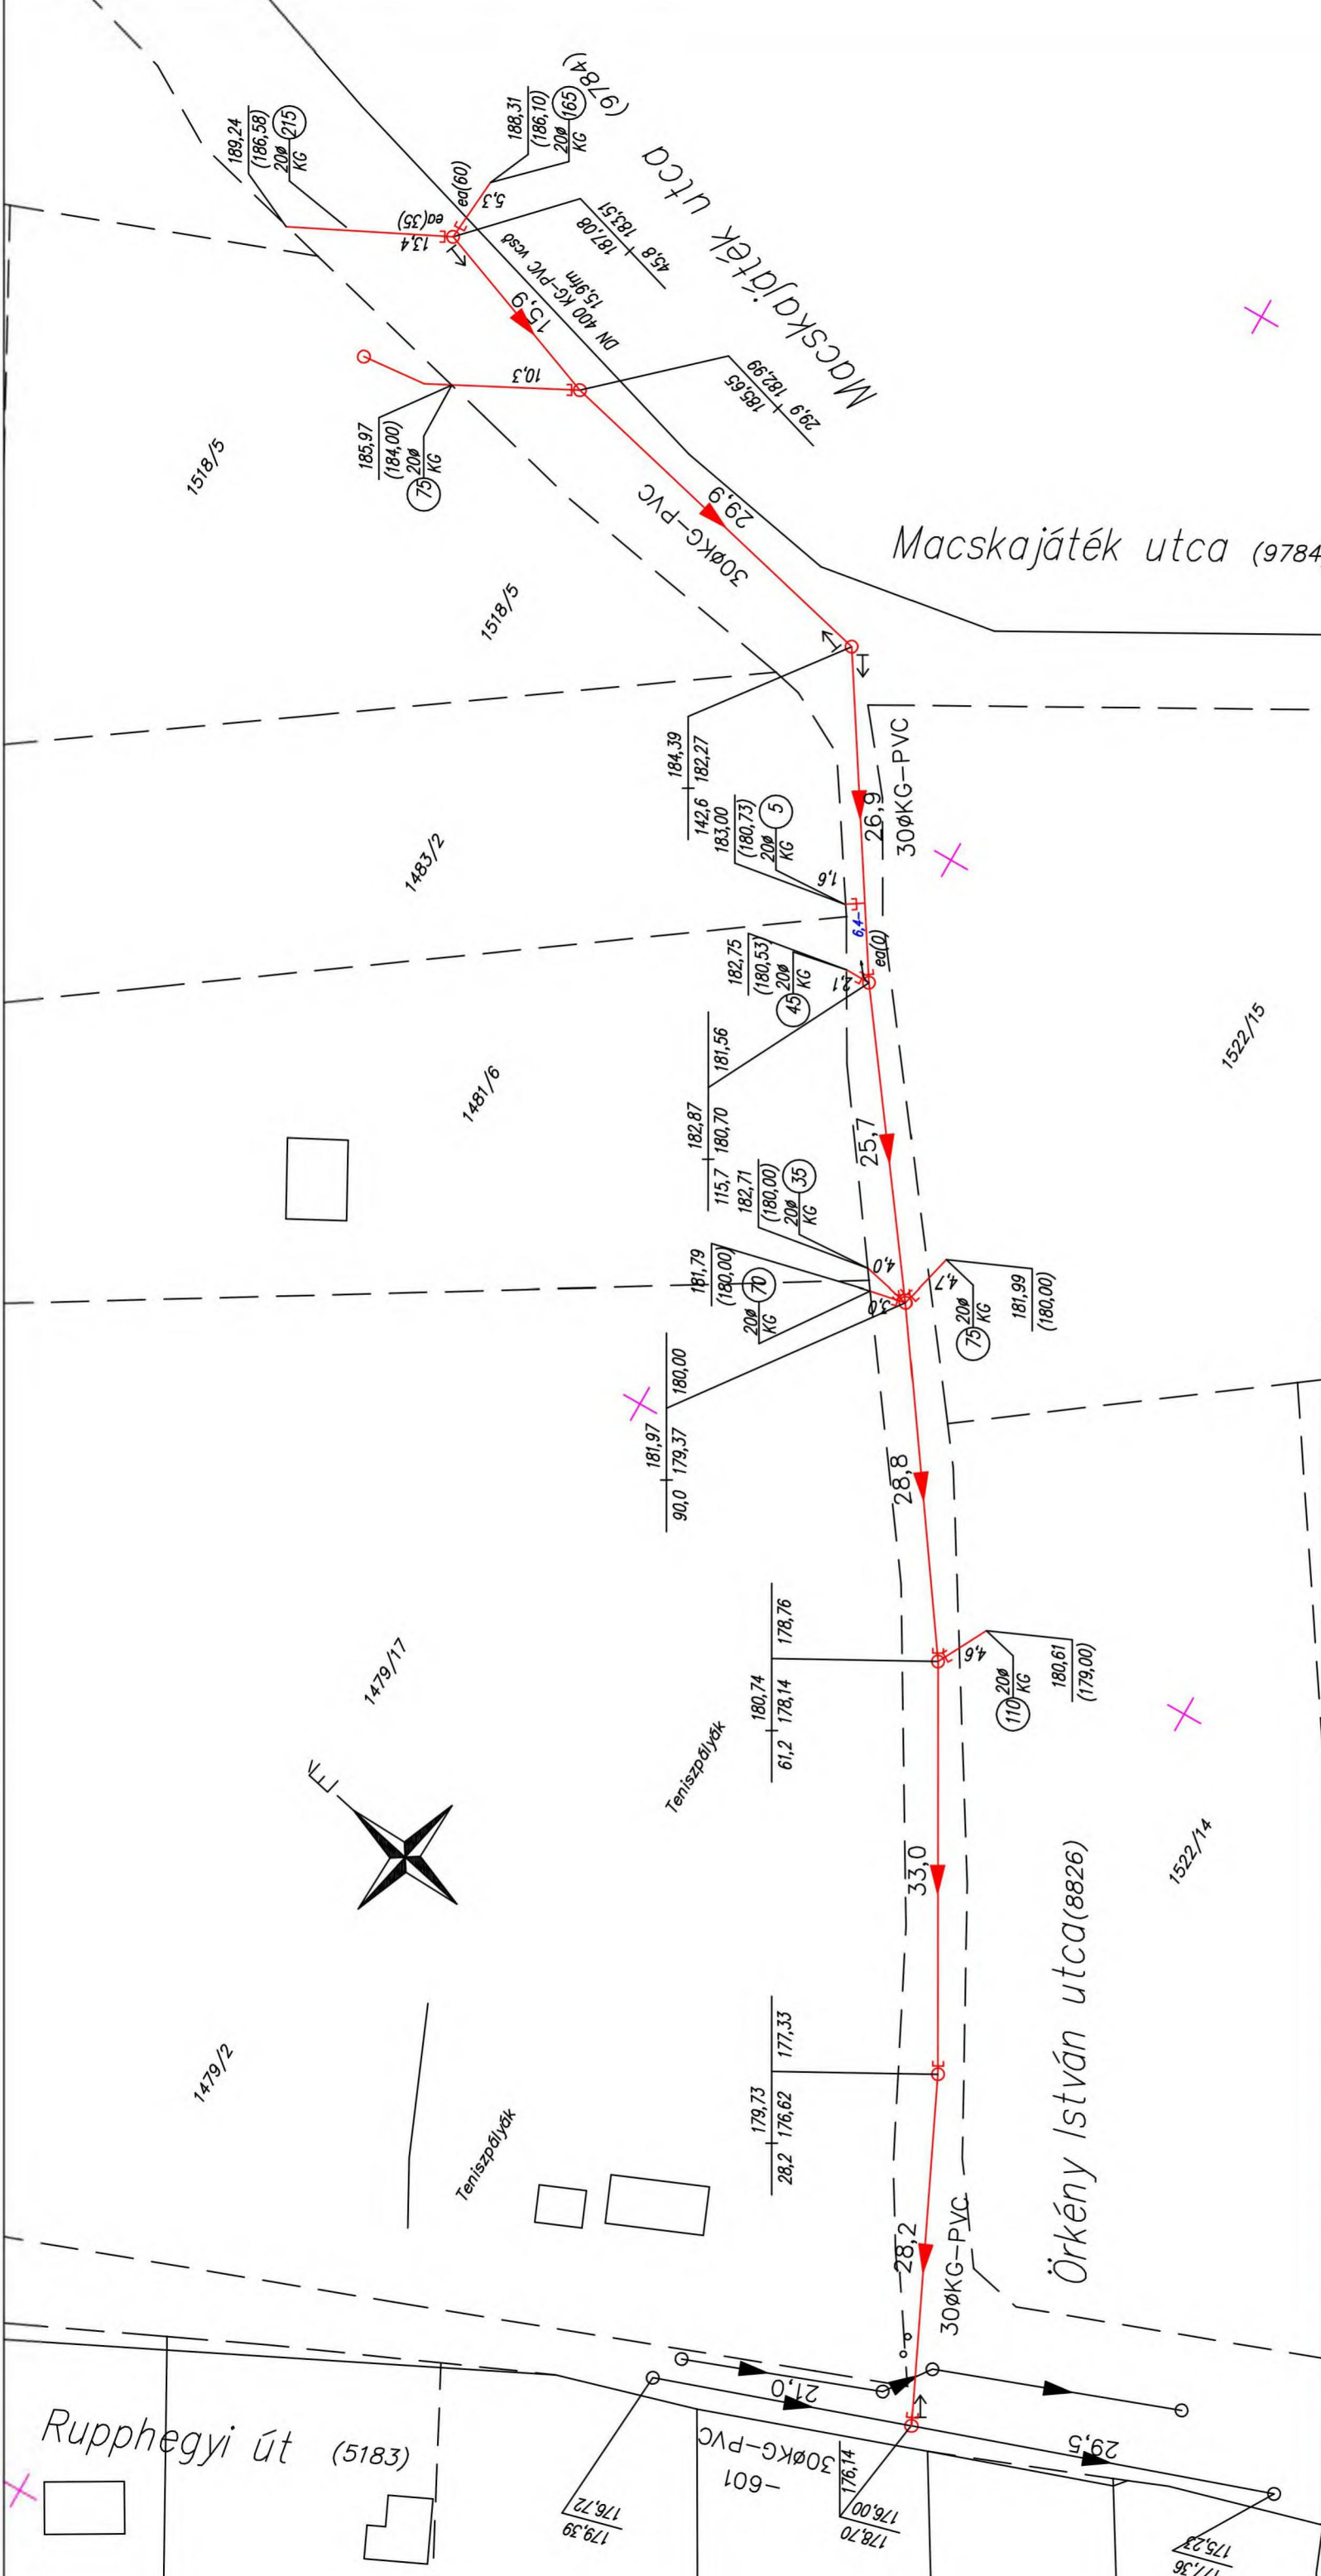 189,24
(186,58)
20ø
KG
215
188,31
(186,10)
20ø
KG
165
(9784)
Macskajáték utca
ea(60)
5,3
ea(35)
13,4
187,08
183,51
45,8
DN 400 KG-PVC vcső
15,9fm
15,9
10,3
185,97
(184,00)
20ø
KG
75
185,65
29,9 182,99
1518/5
29,9
30øKG-PVC
Macskajáték utca (9784
1518/5
184,39
142,6 182,27
26,9
30øKG-PVC
183,00
(180,73)
20ø
KG
5
1,6
6,4
1483/2
ea(0)
182,75
(180,53)
20ø
KG
45
2,1
182,87
115,7 180,70 181,56
1481/6
1522/15
25,7
182,71
(180,00)
20ø
KG
35
4,0
181,79
(180,00)
20ø
KG
70
3,0
4,7
20ø
KG
75
181,99
(180,00)
181,97
90,0 179,37 180,00
28,8
180,74
61,2 178,14 178,76
4,6
20ø
KG
110
180,61
(179,00)
1479/17
É
Teniszpályák
33,0
1522/14
Örkény István utca(8826)
179,73
28,2 176,62 177,33
1479/2
Teniszpályák
28,2
30øKG-PVC
21,0
29,5
Rupphegyi út (5183)
30øKG-PVC
-601
176,14
176,00
178,70
176,72
179,39
175,23
177,36